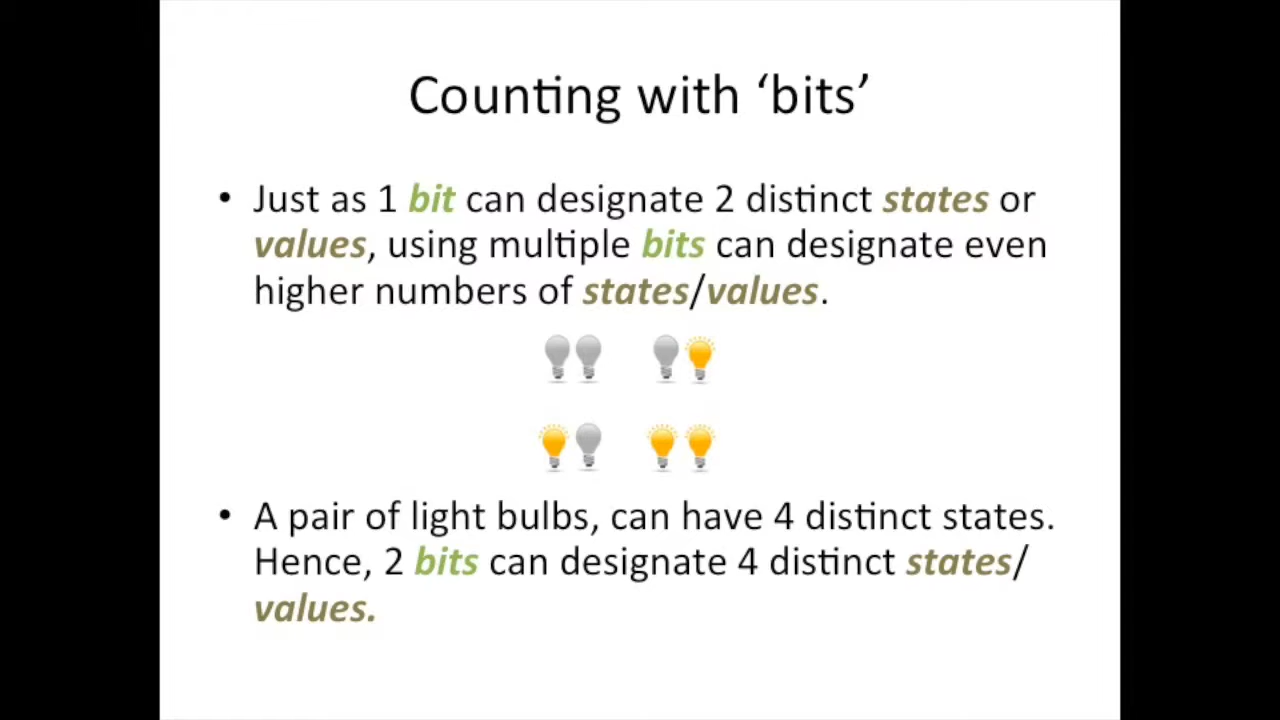 Counting with ‘bits’
• Just as 1 bit can designate 2 distinct states or
values, using multiple bits can designate even
higher numbers of states/values.
• A pair of light bulbs, can have 4 distinct states.
Hence, 2 bits can designate 4 distinct states/
values.